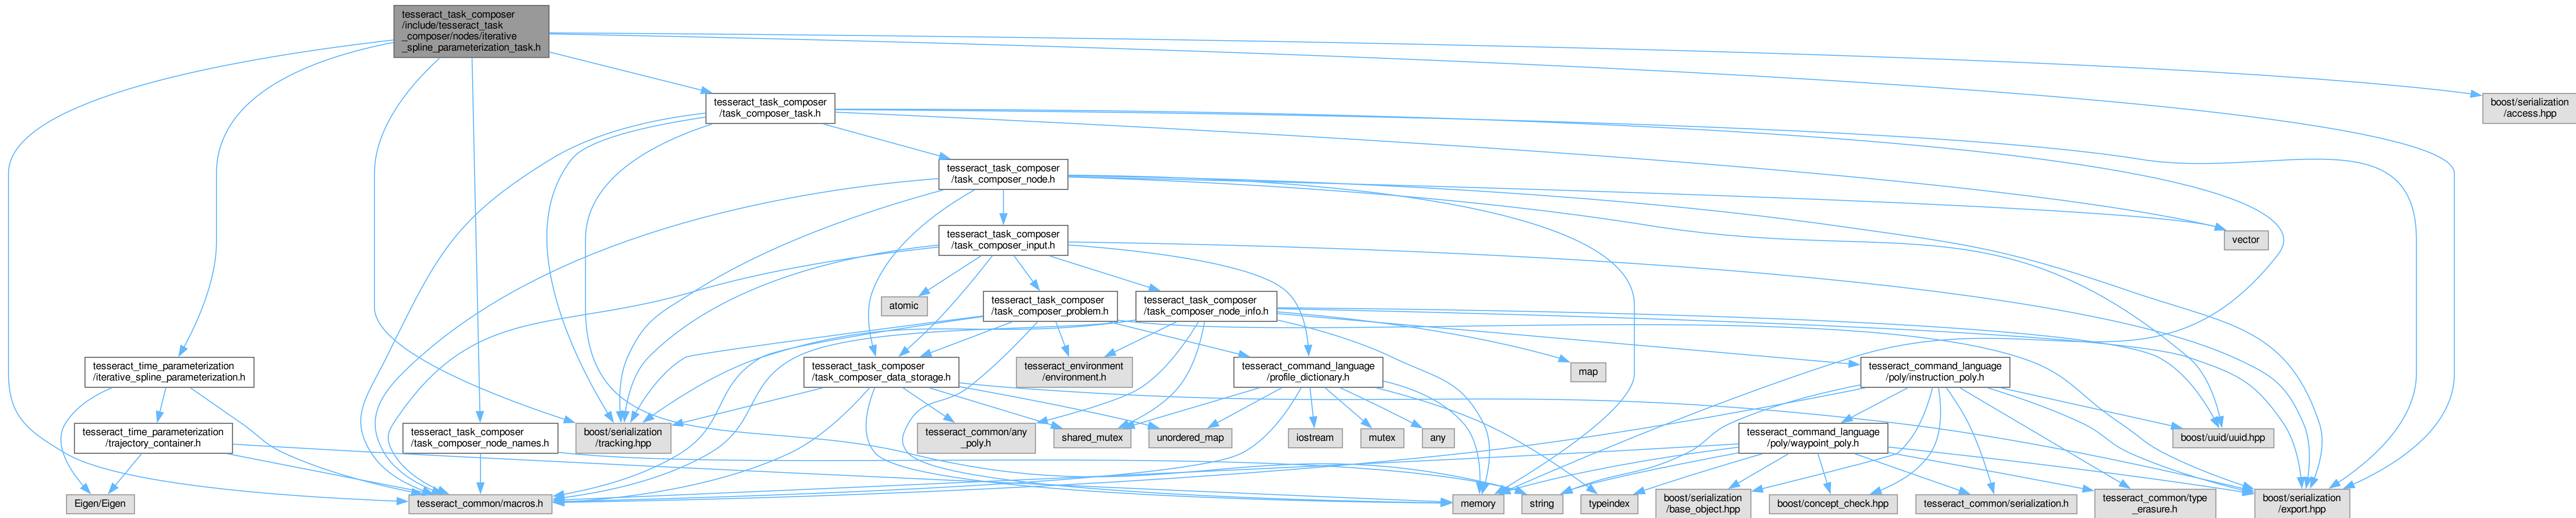 tesseract_task_composer
/include/tesseract_task
_composer/nodes/iterative
_spline_parameterization_task.h
tesseract_task_composer
/task_composer_task.h
boost/serialization
/access.hpp
tesseract_task_composer
/task_composer_node.h
tesseract_task_composer
/task_composer_input.h
vector
atomic
tesseract_task_composer
/task_composer_problem.h
tesseract_task_composer
/task_composer_node_info.h
tesseract_time_parameterization
/iterative_spline_parameterization.h
tesseract_task_composer
/task_composer_data_storage.h
tesseract_environment
/environment.h
tesseract_command_language
/profile_dictionary.h
map
tesseract_command_language
/poly/instruction_poly.h
tesseract_time_parameterization
/trajectory_container.h
tesseract_task_composer
/task_composer_node_names.h
boost/serialization
/tracking.hpp
tesseract_common/any
_poly.h
shared_mutex
unordered_map
iostream
mutex
any
tesseract_command_language
/poly/waypoint_poly.h
boost/uuid/uuid.hpp
Eigen/Eigen
tesseract_common/macros.h
memory
string
typeindex
boost/serialization
/base_object.hpp
boost/concept_check.hpp
tesseract_common/serialization.h
tesseract_common/type
_erasure.h
boost/serialization
/export.hpp